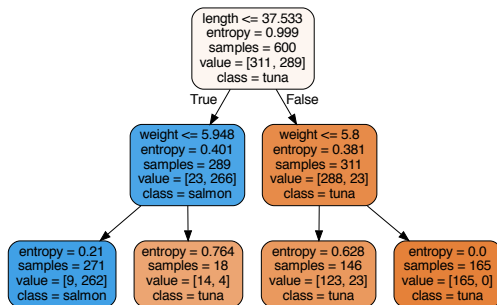 length <= 37.533
entropy = 0.999
samples = 600
value = [311, 289]
class = tuna
True
False
weight <= 5.948
entropy = 0.401
samples = 289
value = [23, 266]
class = salmon
weight <= 5.8
entropy = 0.381
samples = 311
value = [288, 23]
class = tuna
entropy = 0.21
samples = 271
value = [9, 262]
class = salmon
entropy = 0.764
samples = 18
value = [14, 4]
class = tuna
entropy = 0.628
samples = 146
value = [123, 23]
class = tuna
entropy = 0.0
samples = 165
value = [165, 0]
class = tuna